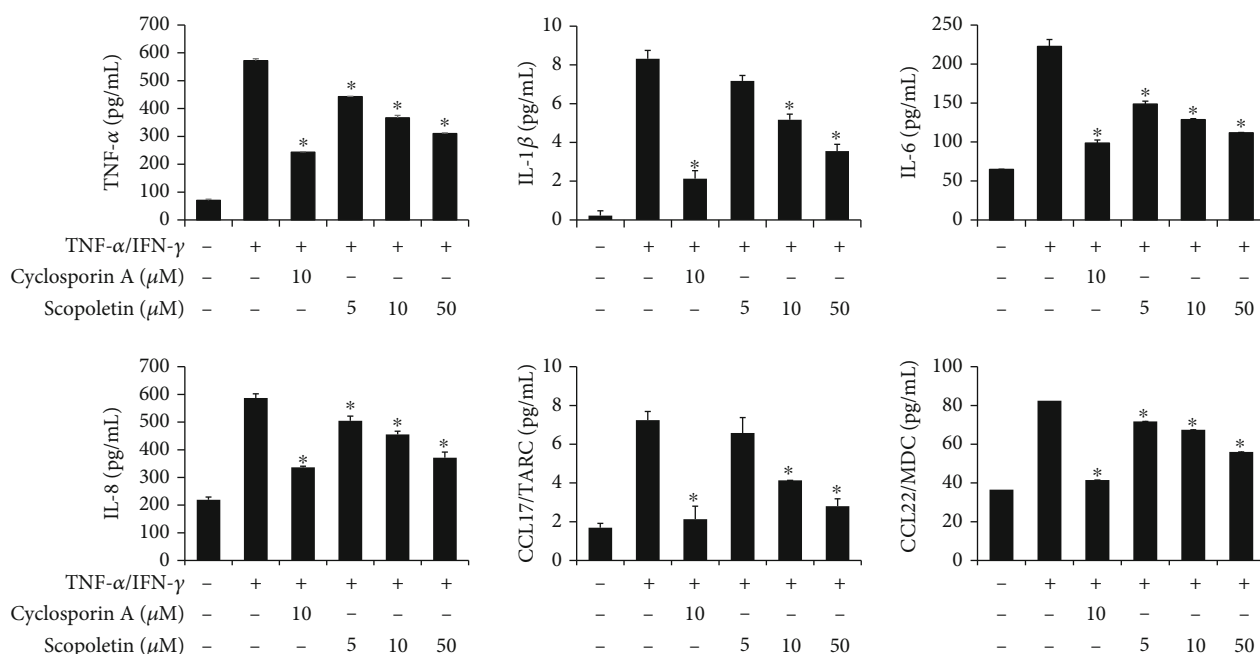 TNF-α (pg/mL)
700
600
500
400
300
200
100
0
* * * *
IL-1β (pg/mL)
10
8
6
4
2
0
* * *
IL-6 (pg/mL)
250
200
150
100
50
0
* * * *
TNF-α/IFN-γ – + + + + + – + + + + + – + + + + +
Cyclosporin A (μM) – – 10 – – – – – 10 – – – – – 10 – – –
Scopoletin (μM) – – – 5 10 50 – – – 5 10 50 – – – 5 10 50
IL-8 (pg/mL)
700
600
500
400
300
200
100
0
* * * *
CCL17/TARC (pg/mL)
10
8
6
4
2
0
* * *
CCL22/MDC (pg/mL)
100
80
60
40
20
0
* * * *
TNF-α/IFN-γ – + + + + + – + + + + + – + + + + +
Cyclosporin A (μM) – – 10 – – – – – 10 – – – – – 10 – – –
Scopoletin (μM) – – – 5 10 50 – – – 5 10 50 – – – 5 10 50